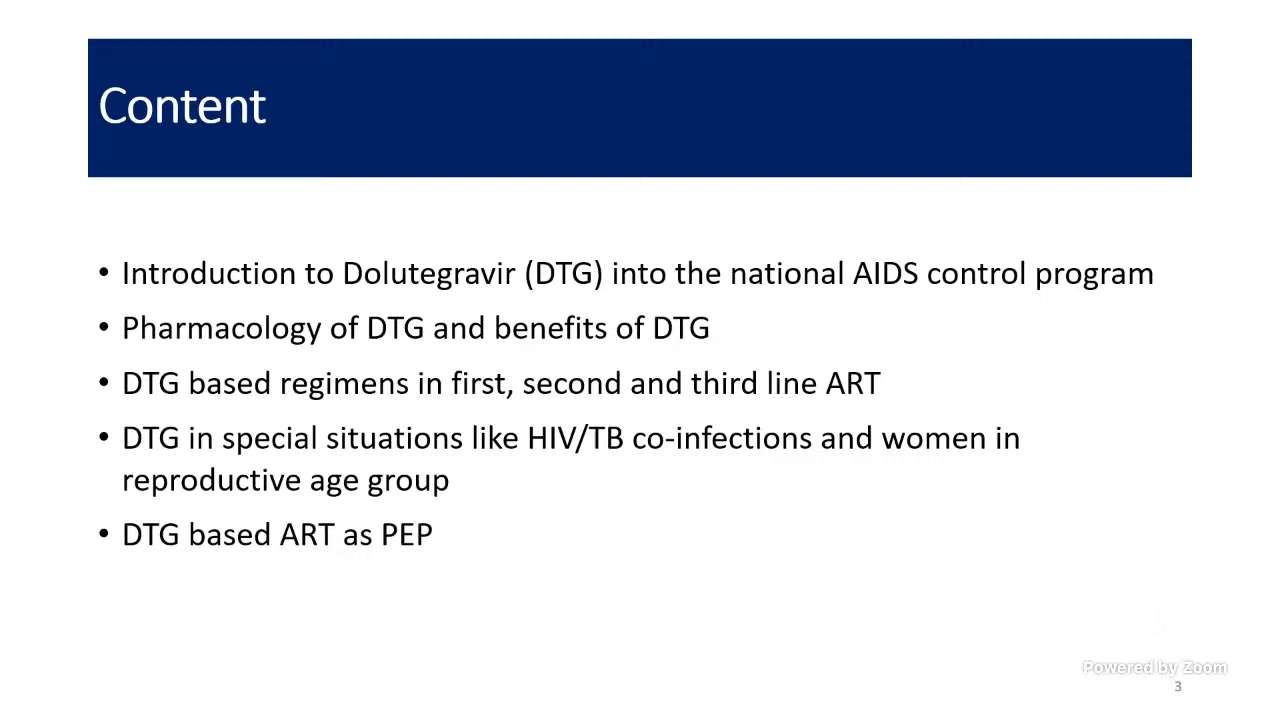 Content
• Introduction to Dolutegravir (DTG) into the national AIDS control program
• Pharmacology of DTG and benefits of DTG
• DTG based regimens in first, second and third line ART
• DTG in special situations like HIV/TB co-infections and women in
reproductive age group
• DTG based ART as PEP
Powered by Zoom
3